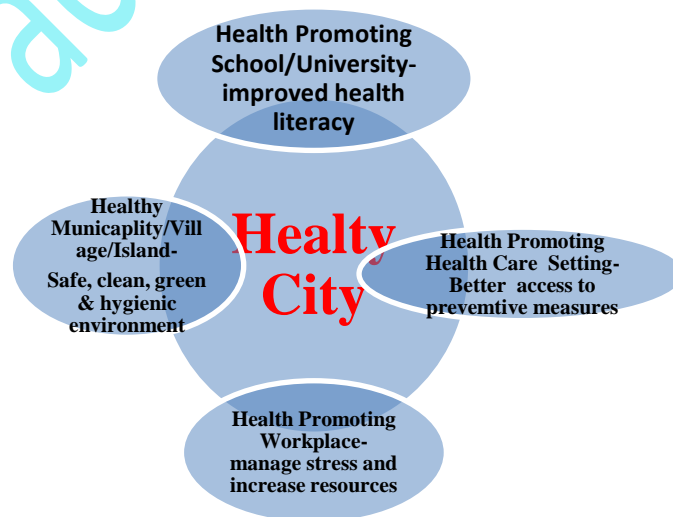 Health Promoting
School/University-
improved health
literacy
Healthy
Municaplity/Vill
age/Island-
Safe, clean, green
& hygienic
environment
Healty
City
Health Promoting
Health Care Setting-
Better access to
prevemtive measures
Health Promoting
Workplace-
manage stress and
increase resources